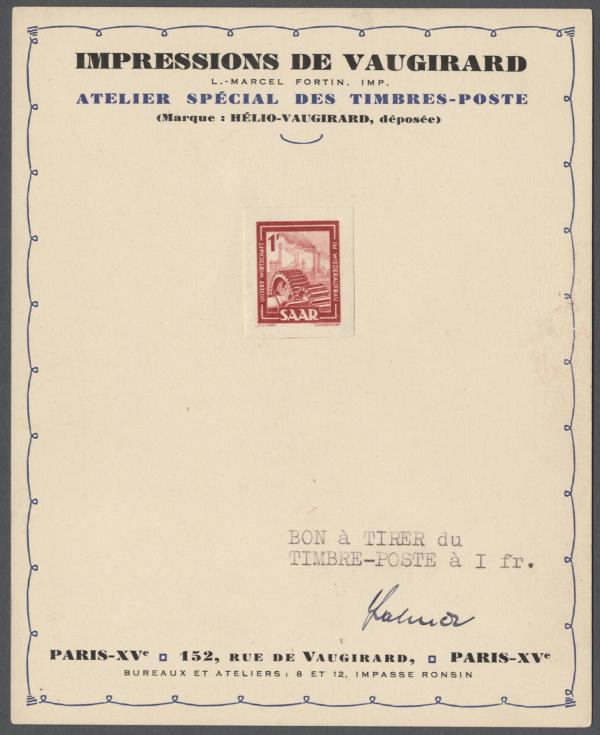 IMPRESSIONS DE VAUGIRARD
L.-MARCEL FORTIN, IMP.
ATELIER SPÉCIAL DES TIMBRES-POSTE
(Marque : HÉLIO-VAUGIRARD, déposée)
1F
UNSERE WIRTSCHAFT
IM WIEDERAUFBAU
SAAR
BON à TIRER du
TIMBRE-POSTE à I fr.
PARIS-XVe 152, RUE DE VAUGIRARD, PARIS-XVe
BUREAUX ET ATELIERS : 8 ET 12, IMPASSE RONSIN